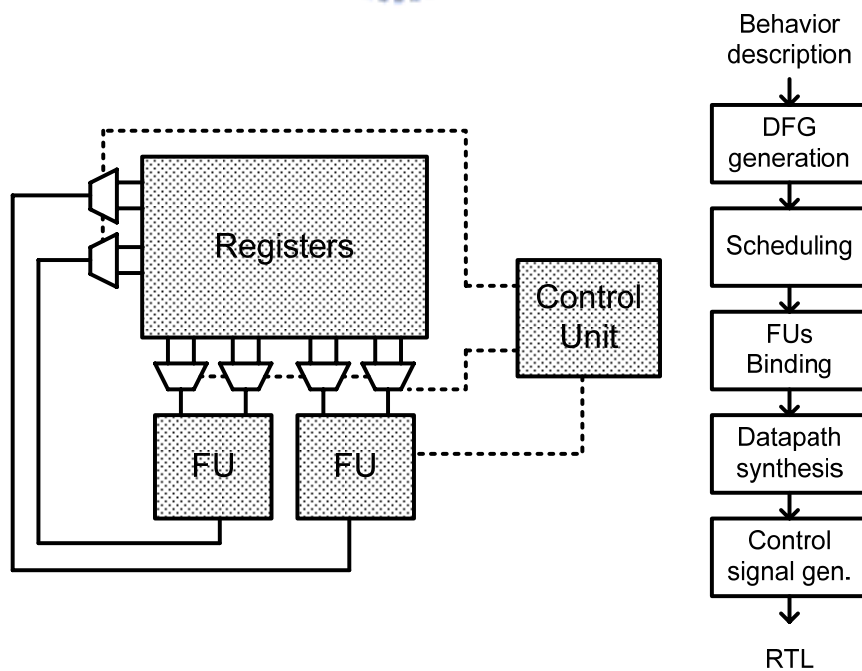 Registers
FU
FU
Control
Unit
Behavior
description
DFG
generation
Scheduling
FUs
Binding
Datapath
synthesis
Control
signal gen.
RTL